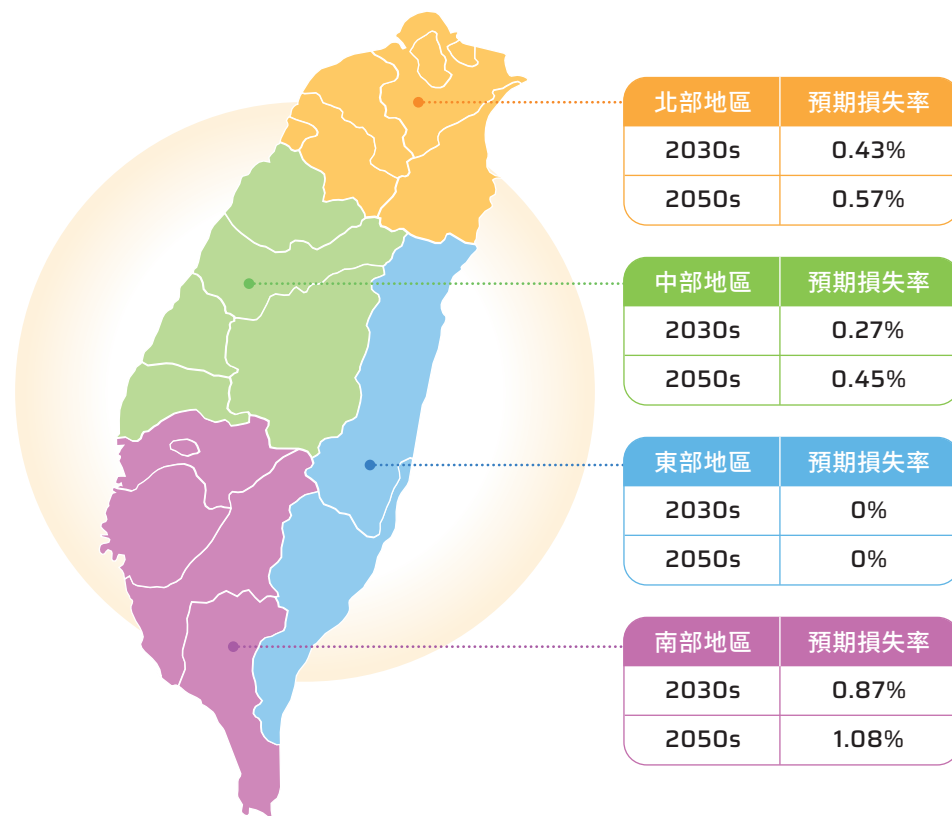 北部地區 預期損失率
2030s 0.43%
2050s 0.57%
中部地區 預期損失率
2030s 0.27%
2050s 0.45%
東部地區 預期損失率
2030s 0%
2050s 0%
南部地區 預期損失率
2030s 0.87%
2050s 1.08%